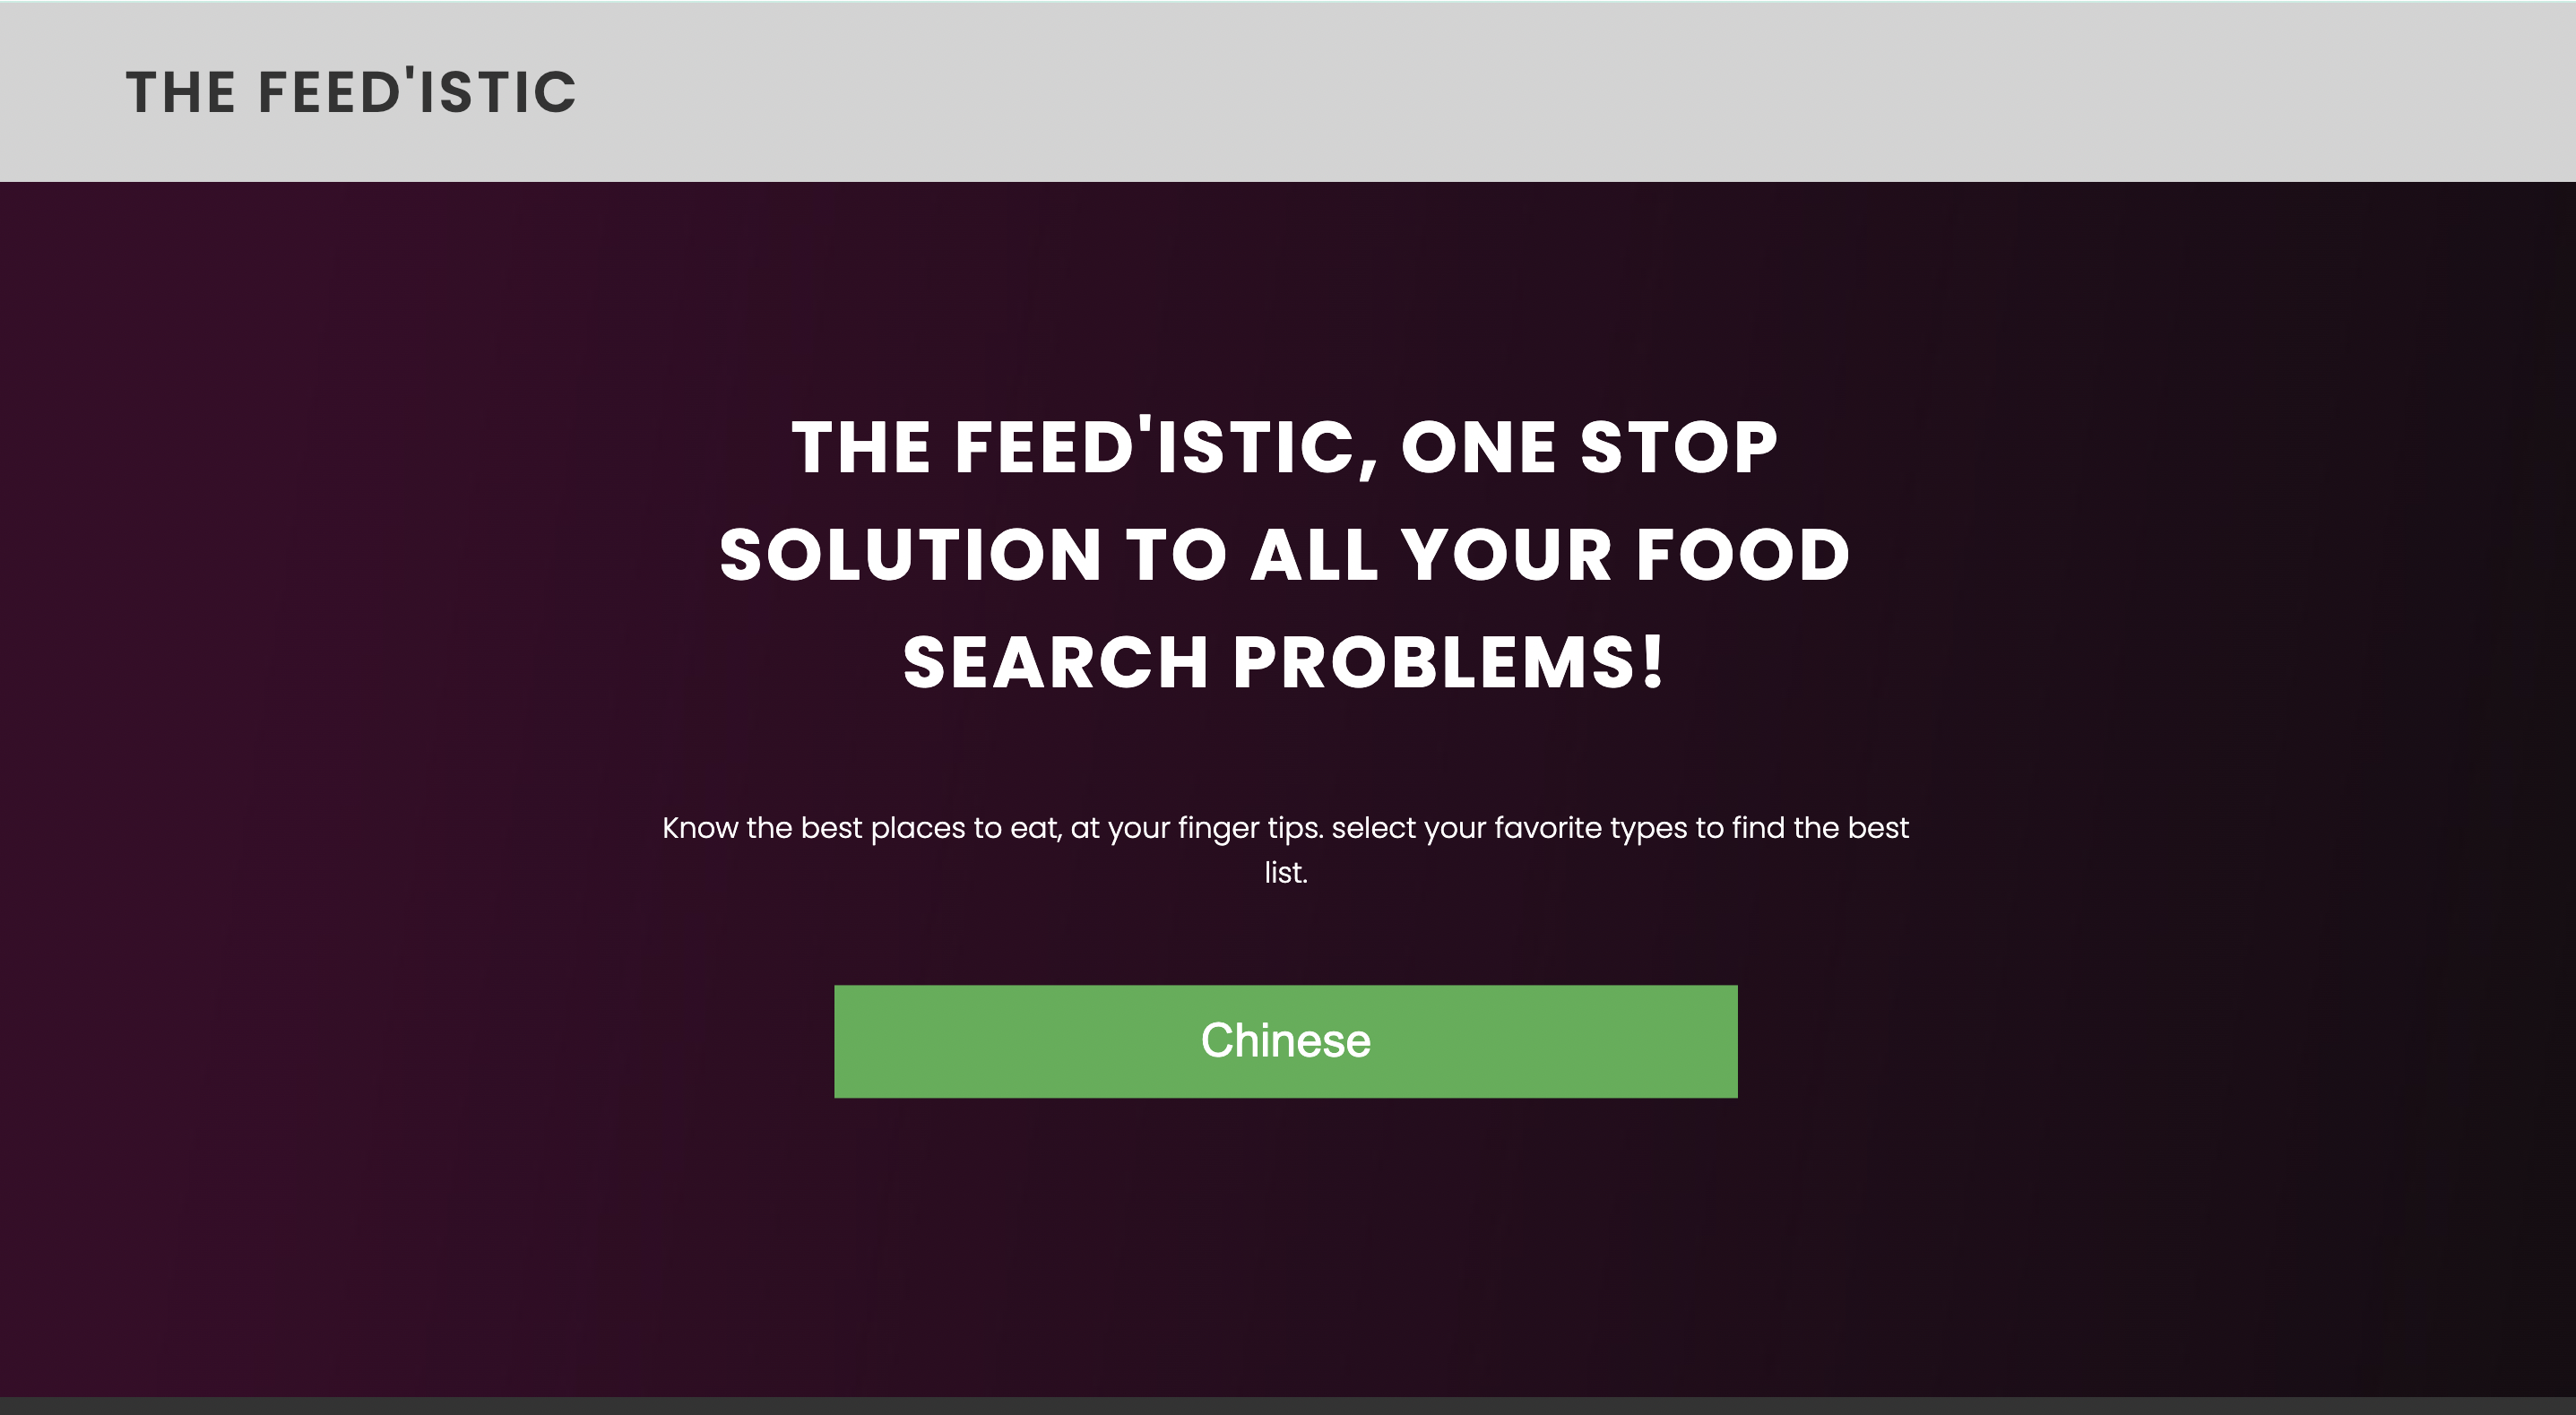 THE FEED'ISTIC
THE FEED'ISTIC, ONE STOP
SOLUTION TO ALL YOUR FOOD
SEARCH PROBLEMS!
Know the best places to eat, at your finger tips. select your favorite types to find the best
list.
Chinese